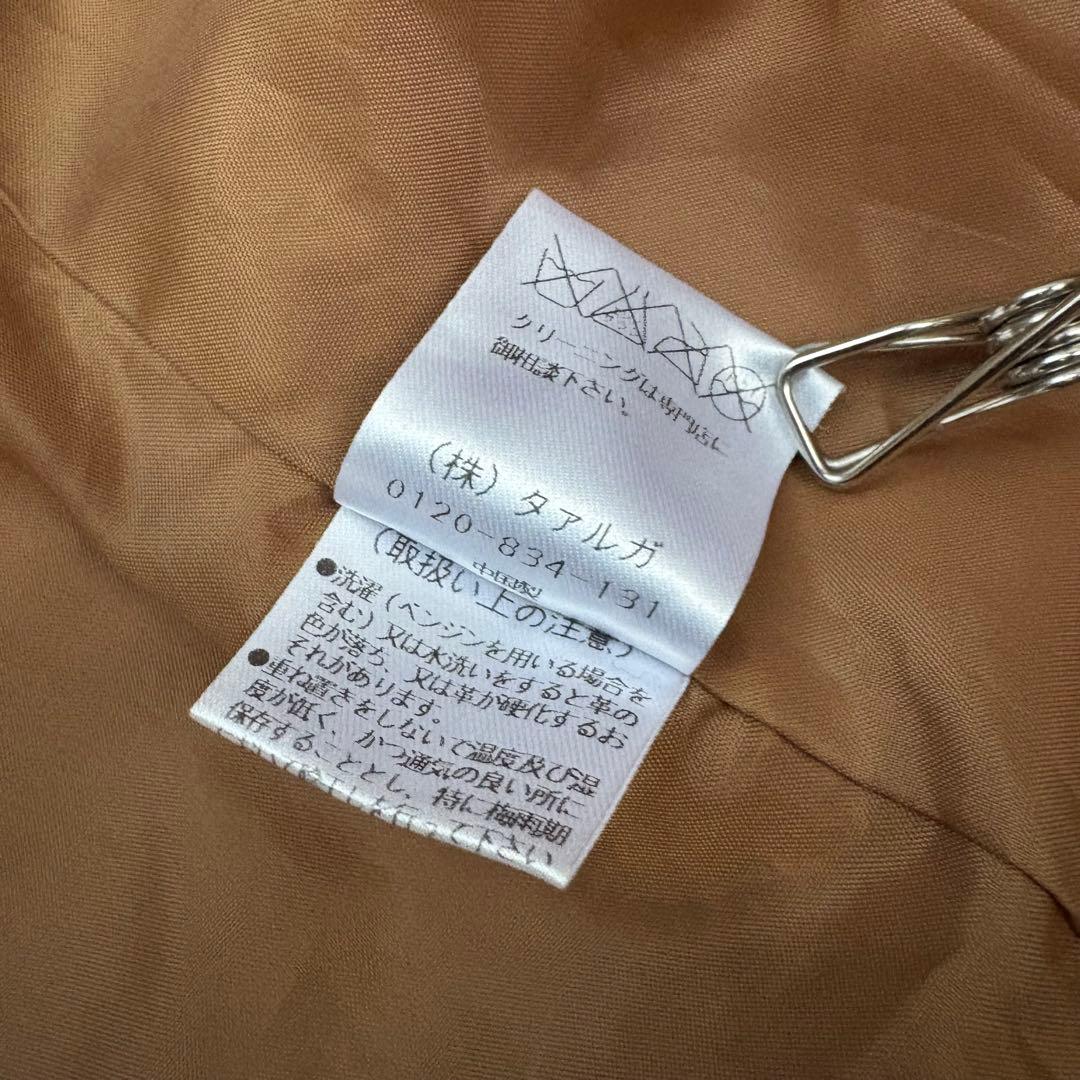 クリーニングは専門店に
御相談下さい。
(株)タァルガ
0120-834-131
中国製
(取扱い上の注意)
●洗濯(ベンジンを用いる場合を
含む)又は水洗いをすると革の
色が落ち、又は革が硬化するお
それがあります。
●重ね置きをしないで温度及び湿
度が低く、かつ通気の良い所に
保存することとし、特に梅雨期
下さい